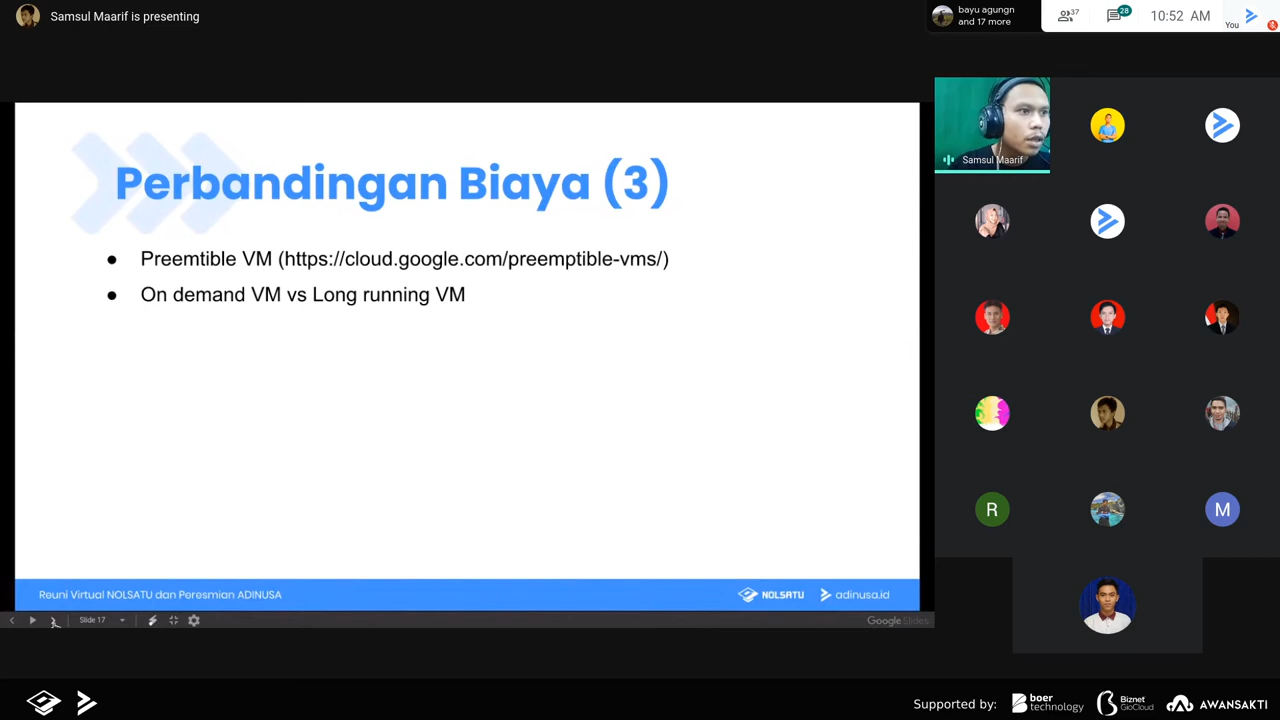 Samsul Maarif is presenting
bayu agungn
and 17 more
37
28
10:52 AM
You
Perbandingan Biaya (3)
● Preemtible VM (https://cloud.google.com/preemptible-vms/)
● On demand VM vs Long running VM
Samsul Maarif
R
M
Reuni Virtual NOLSATU dan Peresmian ADINUSA
NOLSATU
adinusa.id
Slide 17
Google Slides
Supported by:
boer
technology
Biznet
GioCloud
AWANSAKTI